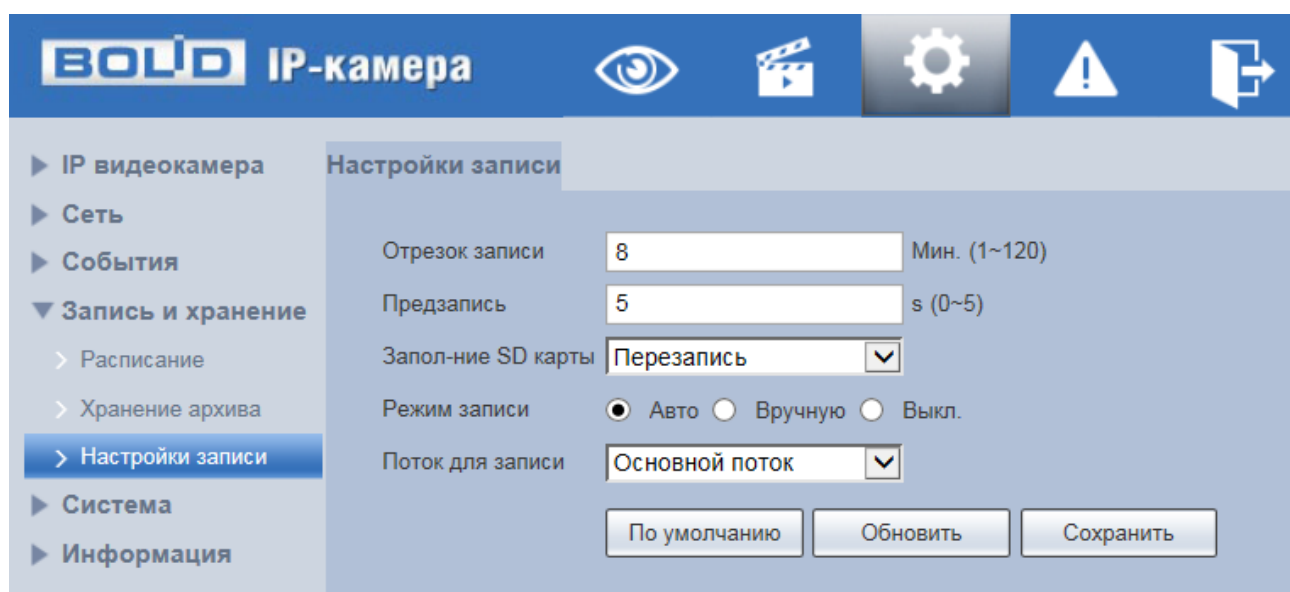 BOLID IP-камера
IP видеокамера
Сеть
События
Запись и хранение
Расписание
Хранение архива
Настройки записи
Система
Информация
Настройки записи
Отрезок записи 8 Мин. (1~120)
Предзапись 5 s (0~5)
Запол-ние SD карты Перезапись
Режим записи Авто Вручную Выкл.
Поток для записи Основной поток
По умолчанию Обновить Сохранить